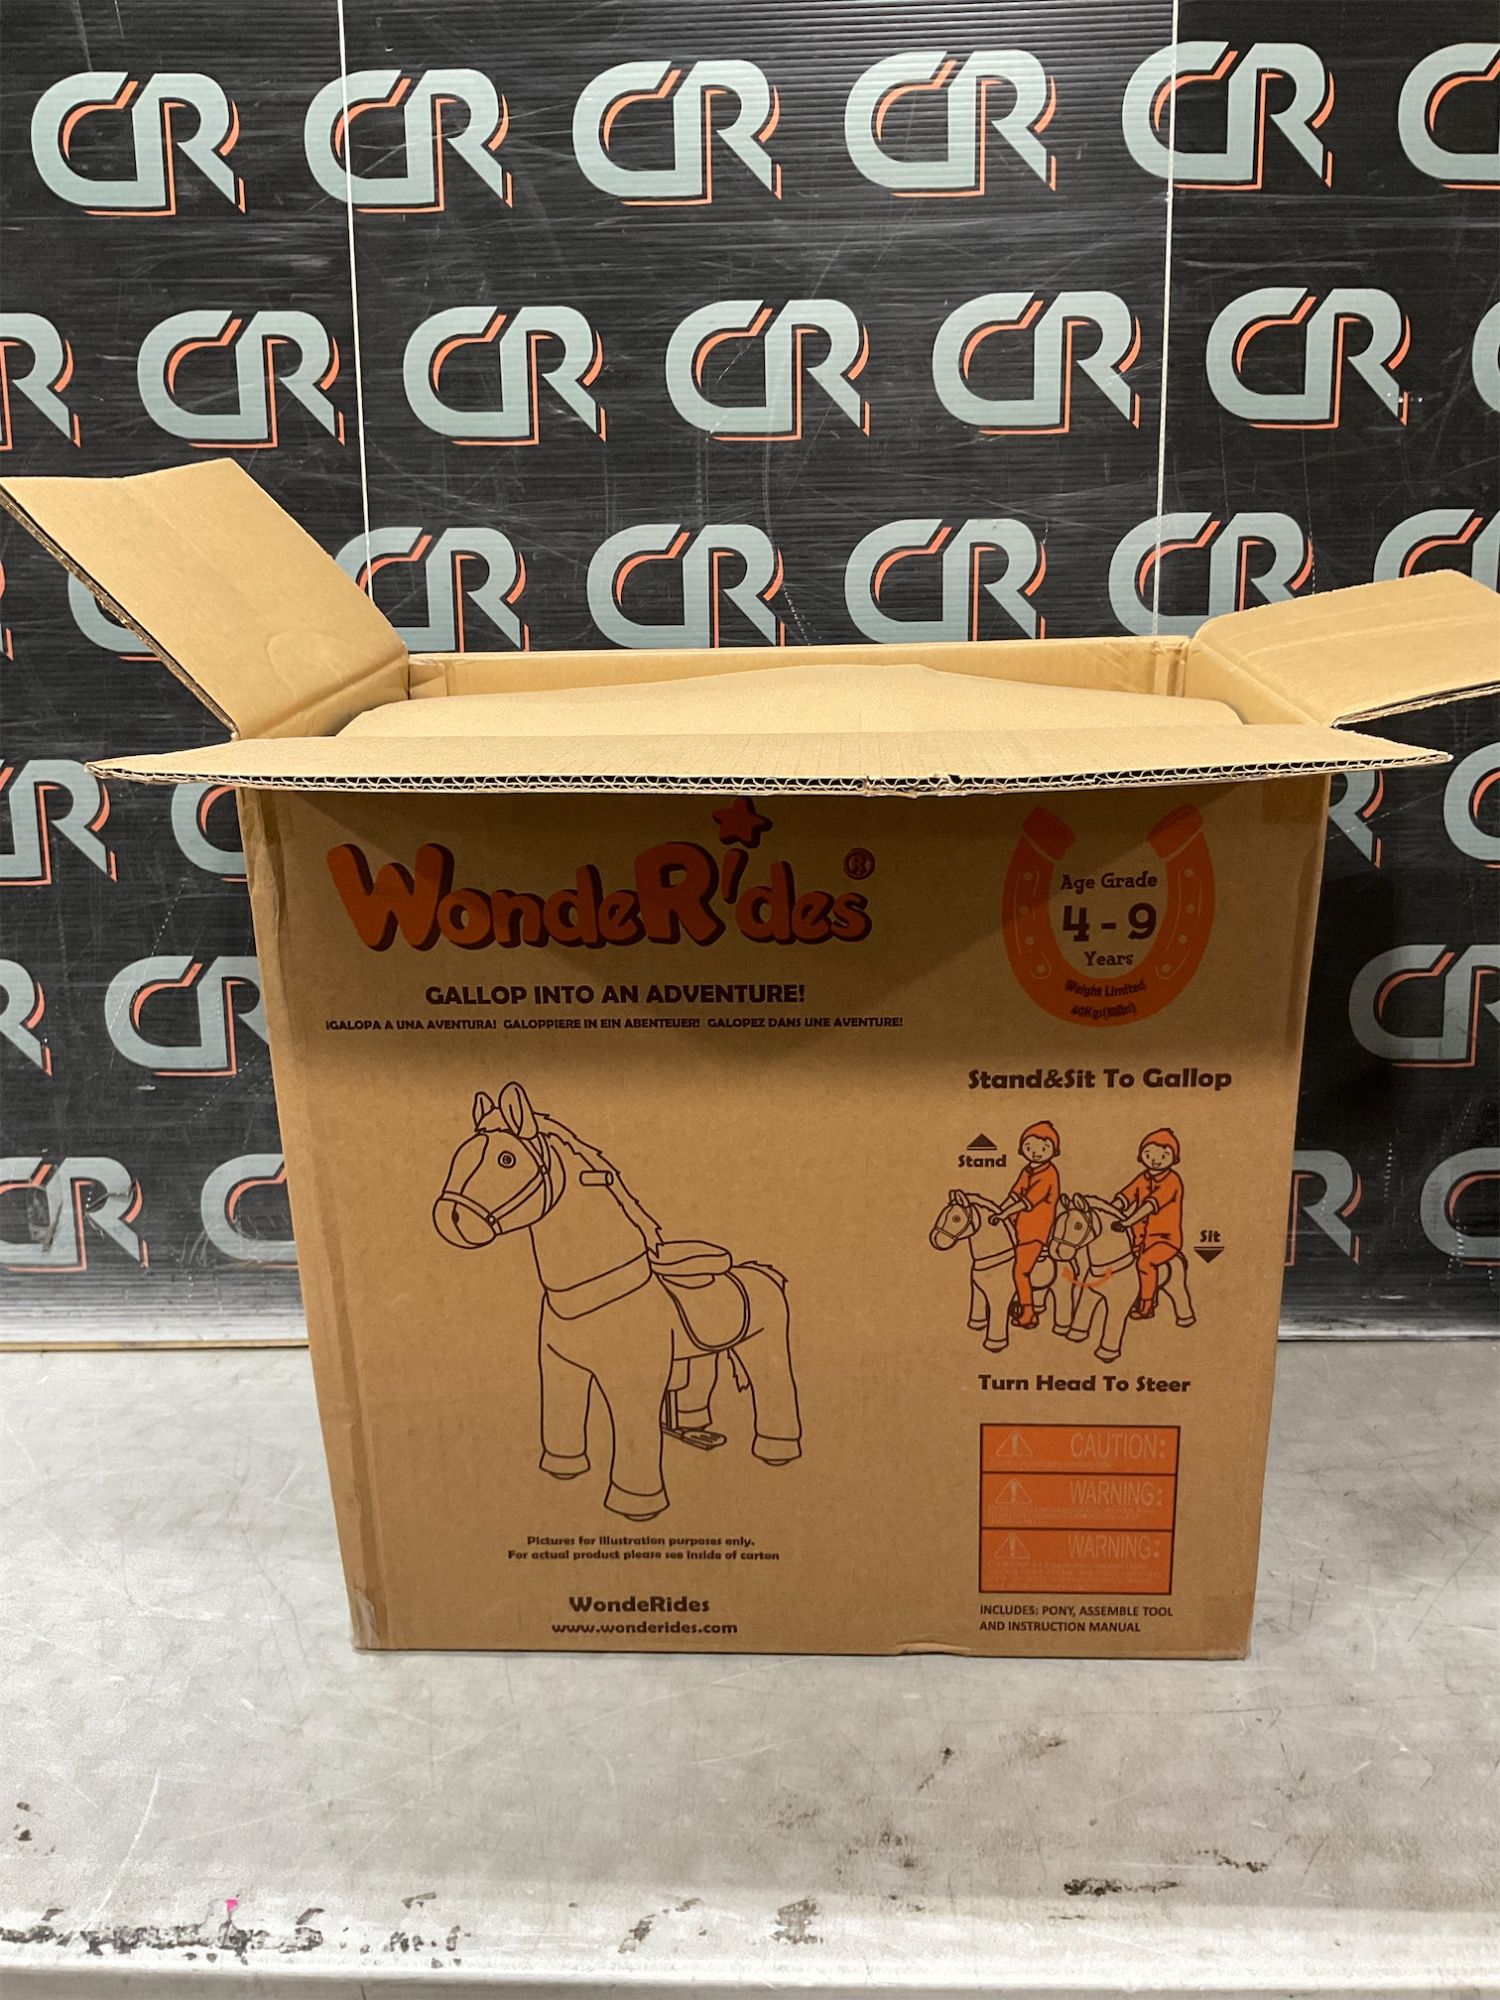 CR CR CR CR CR CR
R CR CR CR CR C
CR CR CR CR CR
WondeRides®
GALLOP INTO AN ADVENTURE!
¡GALOPA A UNA AVENTURA! GALOPPIERE IN EIN ABENTEUER! GALOPEZ DANS UNE AVENTURE!
Age Grade
4 - 9
Years
Weight Limited
Stand&Sit To Gallop
Stand
Sit
Turn Head To Steer
CAUTION:
WARNING:
WARNING:
INCLUDES: PONY, ASSEMBLE TOOL
AND INSTRUCTION MANUAL
Pictures for illustration purposes only.
For actual product please see inside of carton
WondeRides
www.wonderides.com